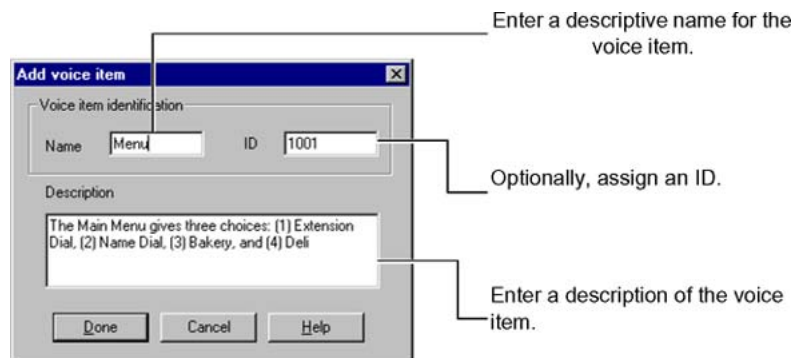 Enter a descriptive name for the
voice item.
Add voice item
Voice item identification
Name Menu ID 1001
Optionally, assign an ID.
Description
The Main Menu gives three choices: (1) Extension
Dial, (2) Name Dial, (3) Bakery, and (4) Deli
Enter a description of the voice
item.
Done Cancel Help